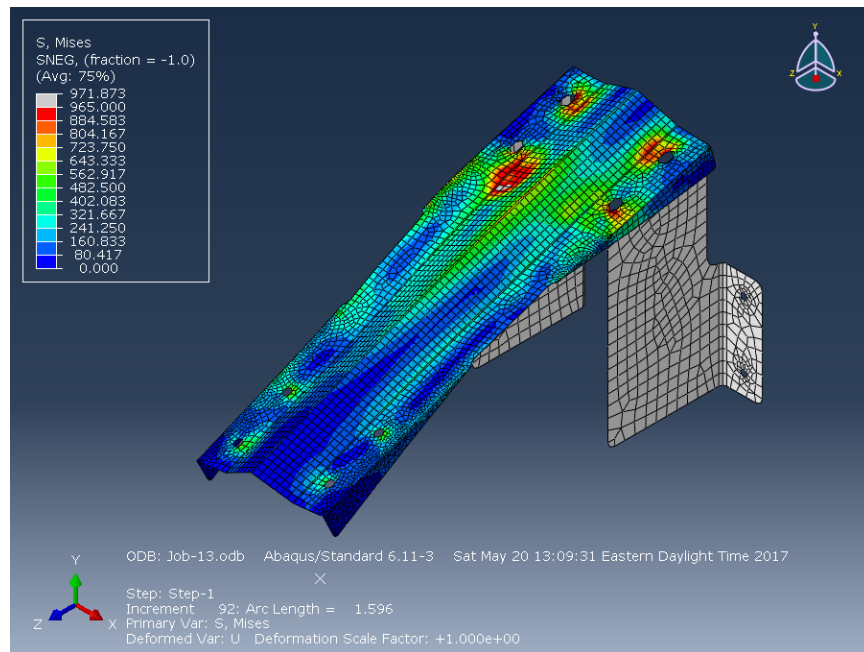 S, Mises
SNEG, (fraction = -1.0)
(Avg: 75%)
971.873
965.000
884.583
804.167
723.750
643.333
562.917
482.500
402.083
321.667
241.250
160.833
80.417
0.000
Y
Z
X
ODB: Job-13.odb Abaqus/Standard 6.11-3 Sat May 20 13:09:31 Eastern Daylight Time 2017
Y
Z
X
Step: Step-1
Increment 92: Arc Length = 1.596
Primary Var: S, Mises
Deformed Var: U Deformation Scale Factor: +1.000e+00